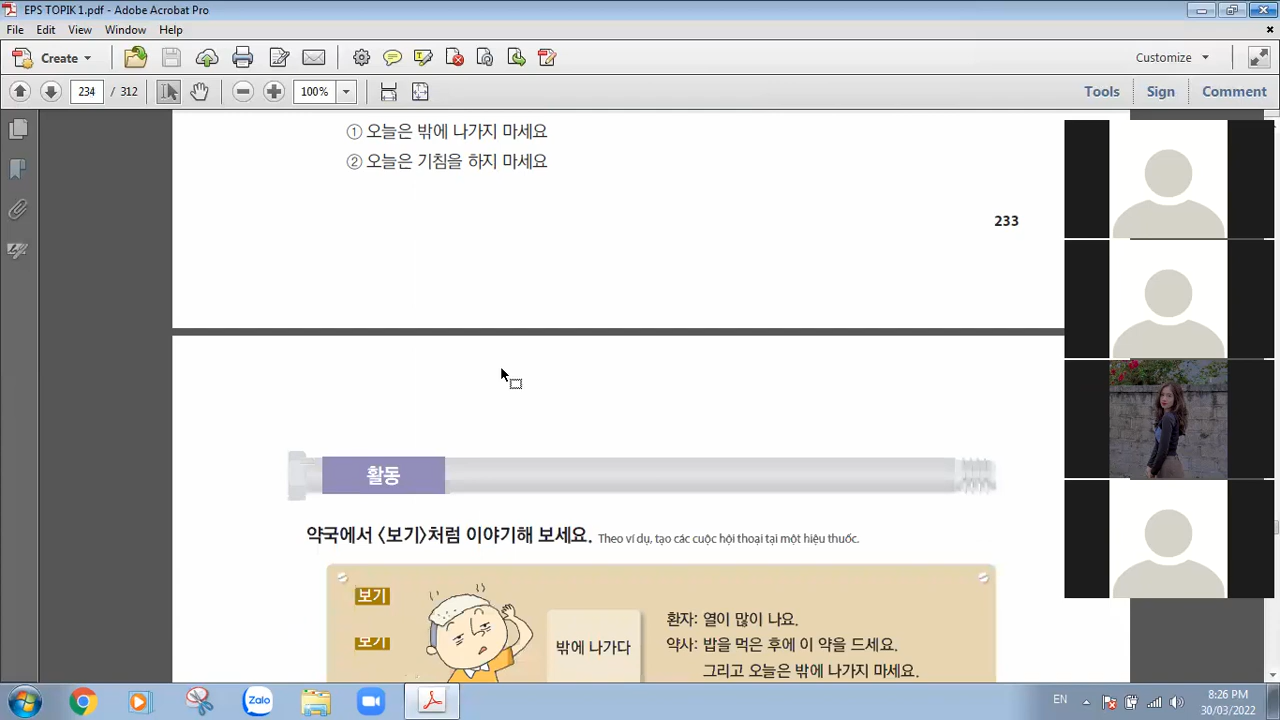 EPS TOPIK 1.pdf - Adobe Acrobat Pro
File Edit View Window Help
Create
Customize
234 / 312
100%
Tools Sign Comment
① 오늘은 밖에 나가지 마세요
② 오늘은 기침을 하지 마세요
233
활동
약국에서 〈보기〉처럼 이야기해 보세요. Theo ví dụ, tạo các cuộc hội thoại tại một hiệu thuốc.
보기
보기
밖에 나가다
환자: 열이 많이 나요.
약사: 밥을 먹은 후에 이 약을 드세요.
그리고 오늘은 밖에 나가지 마세요.
Zalo
EN
8:26 PM
30/03/2022